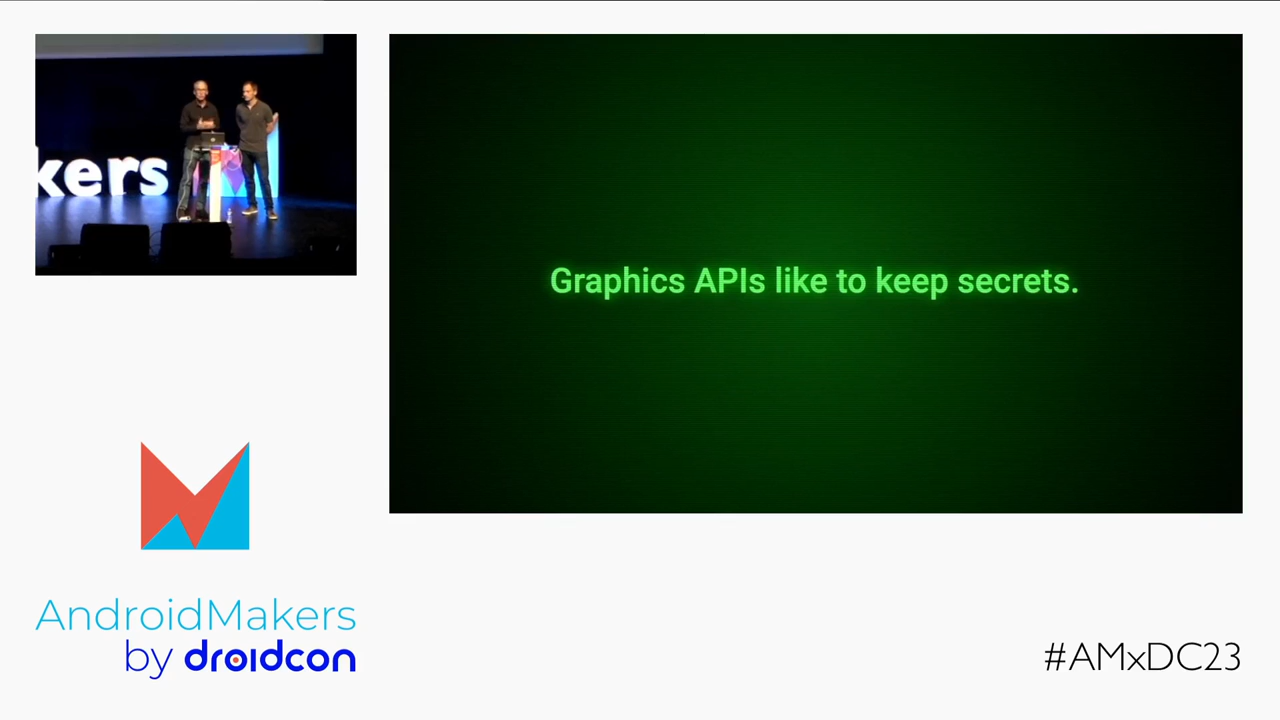 kers
Graphics APIs like to keep secrets.
AndroidMakers
by droidcon
#AMxDC23